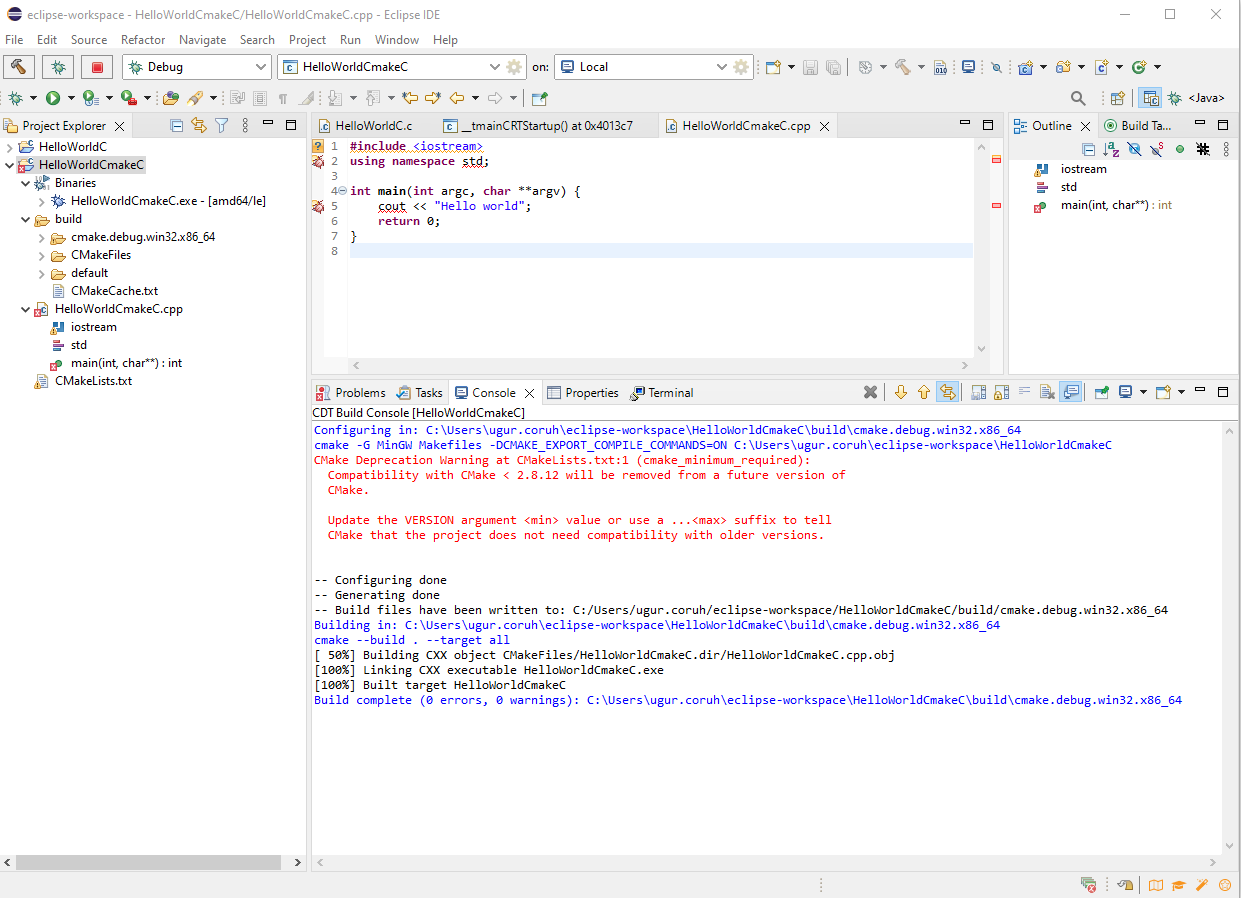 eclipse-workspace - HelloWorldCmakeC/HelloWorldCmakeC.cpp - Eclipse IDE
File Edit Source Refactor Navigate Search Project Run Window Help
Debug HelloWorldCmakeC on: Local
010
<Java>
Project Explorer
HelloWorldC
HelloWorldCmakeC
Binaries
HelloWorldCmakeC.exe - [amd64/le]
build
cmake.debug.win32.x86_64
CMakeFiles
default
CMakeCache.txt
HelloWorldCmakeC.cpp
iostream
std
main(int, char**) : int
CMakeLists.txt
HelloWorldC.c __tmainCRTStartup() at 0x4013c7 HelloWorldCmakeC.cpp
1 #include <iostream>
2 using namespace std;
3
4 int main(int argc, char **argv) {
5 cout << "Hello world";
6 return 0;
7 }
8
Outline Build Ta...
iostream
std
main(int, char**) : int
Problems Tasks Console Properties Terminal
CDT Build Console [HelloWorldCmakeC]
Configuring in: C:\Users\ugur.coruh\eclipse-workspace\HelloWorldCmakeC\build\cmake.debug.win32.x86_64
cmake -G MinGW Makefiles -DCMAKE_EXPORT_COMPILE_COMMANDS=ON C:\Users\ugur.coruh\eclipse-workspace\HelloWorldCmakeC
CMake Deprecation Warning at CMakeLists.txt:1 (cmake_minimum_required):
Compatibility with CMake < 2.8.12 will be removed from a future version of
CMake.
Update the VERSION argument <min> value or use a ...<max> suffix to tell
CMake that the project does not need compatibility with older versions.
-- Configuring done
-- Generating done
-- Build files have been written to: C:/Users/ugur.coruh/eclipse-workspace/HelloWorldCmakeC/build/cmake.debug.win32.x86_64
Building in: C:\Users\ugur.coruh\eclipse-workspace\HelloWorldCmakeC\build\cmake.debug.win32.x86_64
cmake --build . --target all
[ 50%] Building CXX object CMakeFiles/HelloWorldCmakeC.dir/HelloWorldCmakeC.cpp.obj
[100%] Linking CXX executable HelloWorldCmakeC.exe
[100%] Built target HelloWorldCmakeC
Build complete (0 errors, 0 warnings): C:\Users\ugur.coruh\eclipse-workspace\HelloWorldCmakeC\build\cmake.debug.win32.x86_64